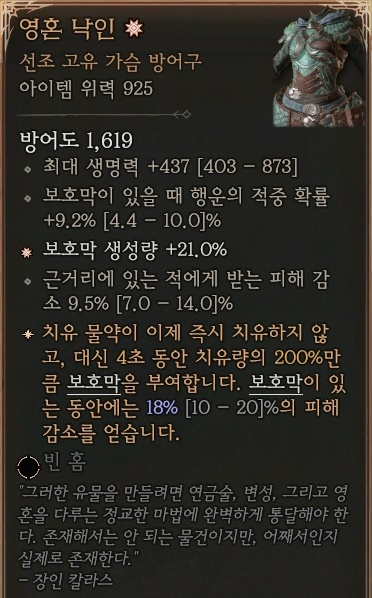 영혼 낙인
선조 고유 가슴 방어구
아이템 위력 925
방어도 1,619
최대 생명력 +437 [403 – 873]
보호막이 있을 때 행운의 적중 확률
+9.2% [4.4 – 10.0]%
보호막 생성량 +21.0%
근거리에 있는 적에게 받는 피해 감
소 9.5% [7.0 – 14.0]%
치유 물약이 이제 즉시 치유하지 않
고, 대신 4초 동안 치유량의 200%만
큼 보호막을 부여합니다. 보호막이 있
는 동안에는 18% [10 – 20]%의 피해
감소를 얻습니다.
빈 홈
"그러한 유물을 만들려면 연금술, 변성, 그리고 영
혼을 다루는 정교한 마법에 완벽하게 통달해야 한
다. 존재해서는 안 되는 물건이지만, 어째서인지
실제로 존재한다."
– 장인 칼라스